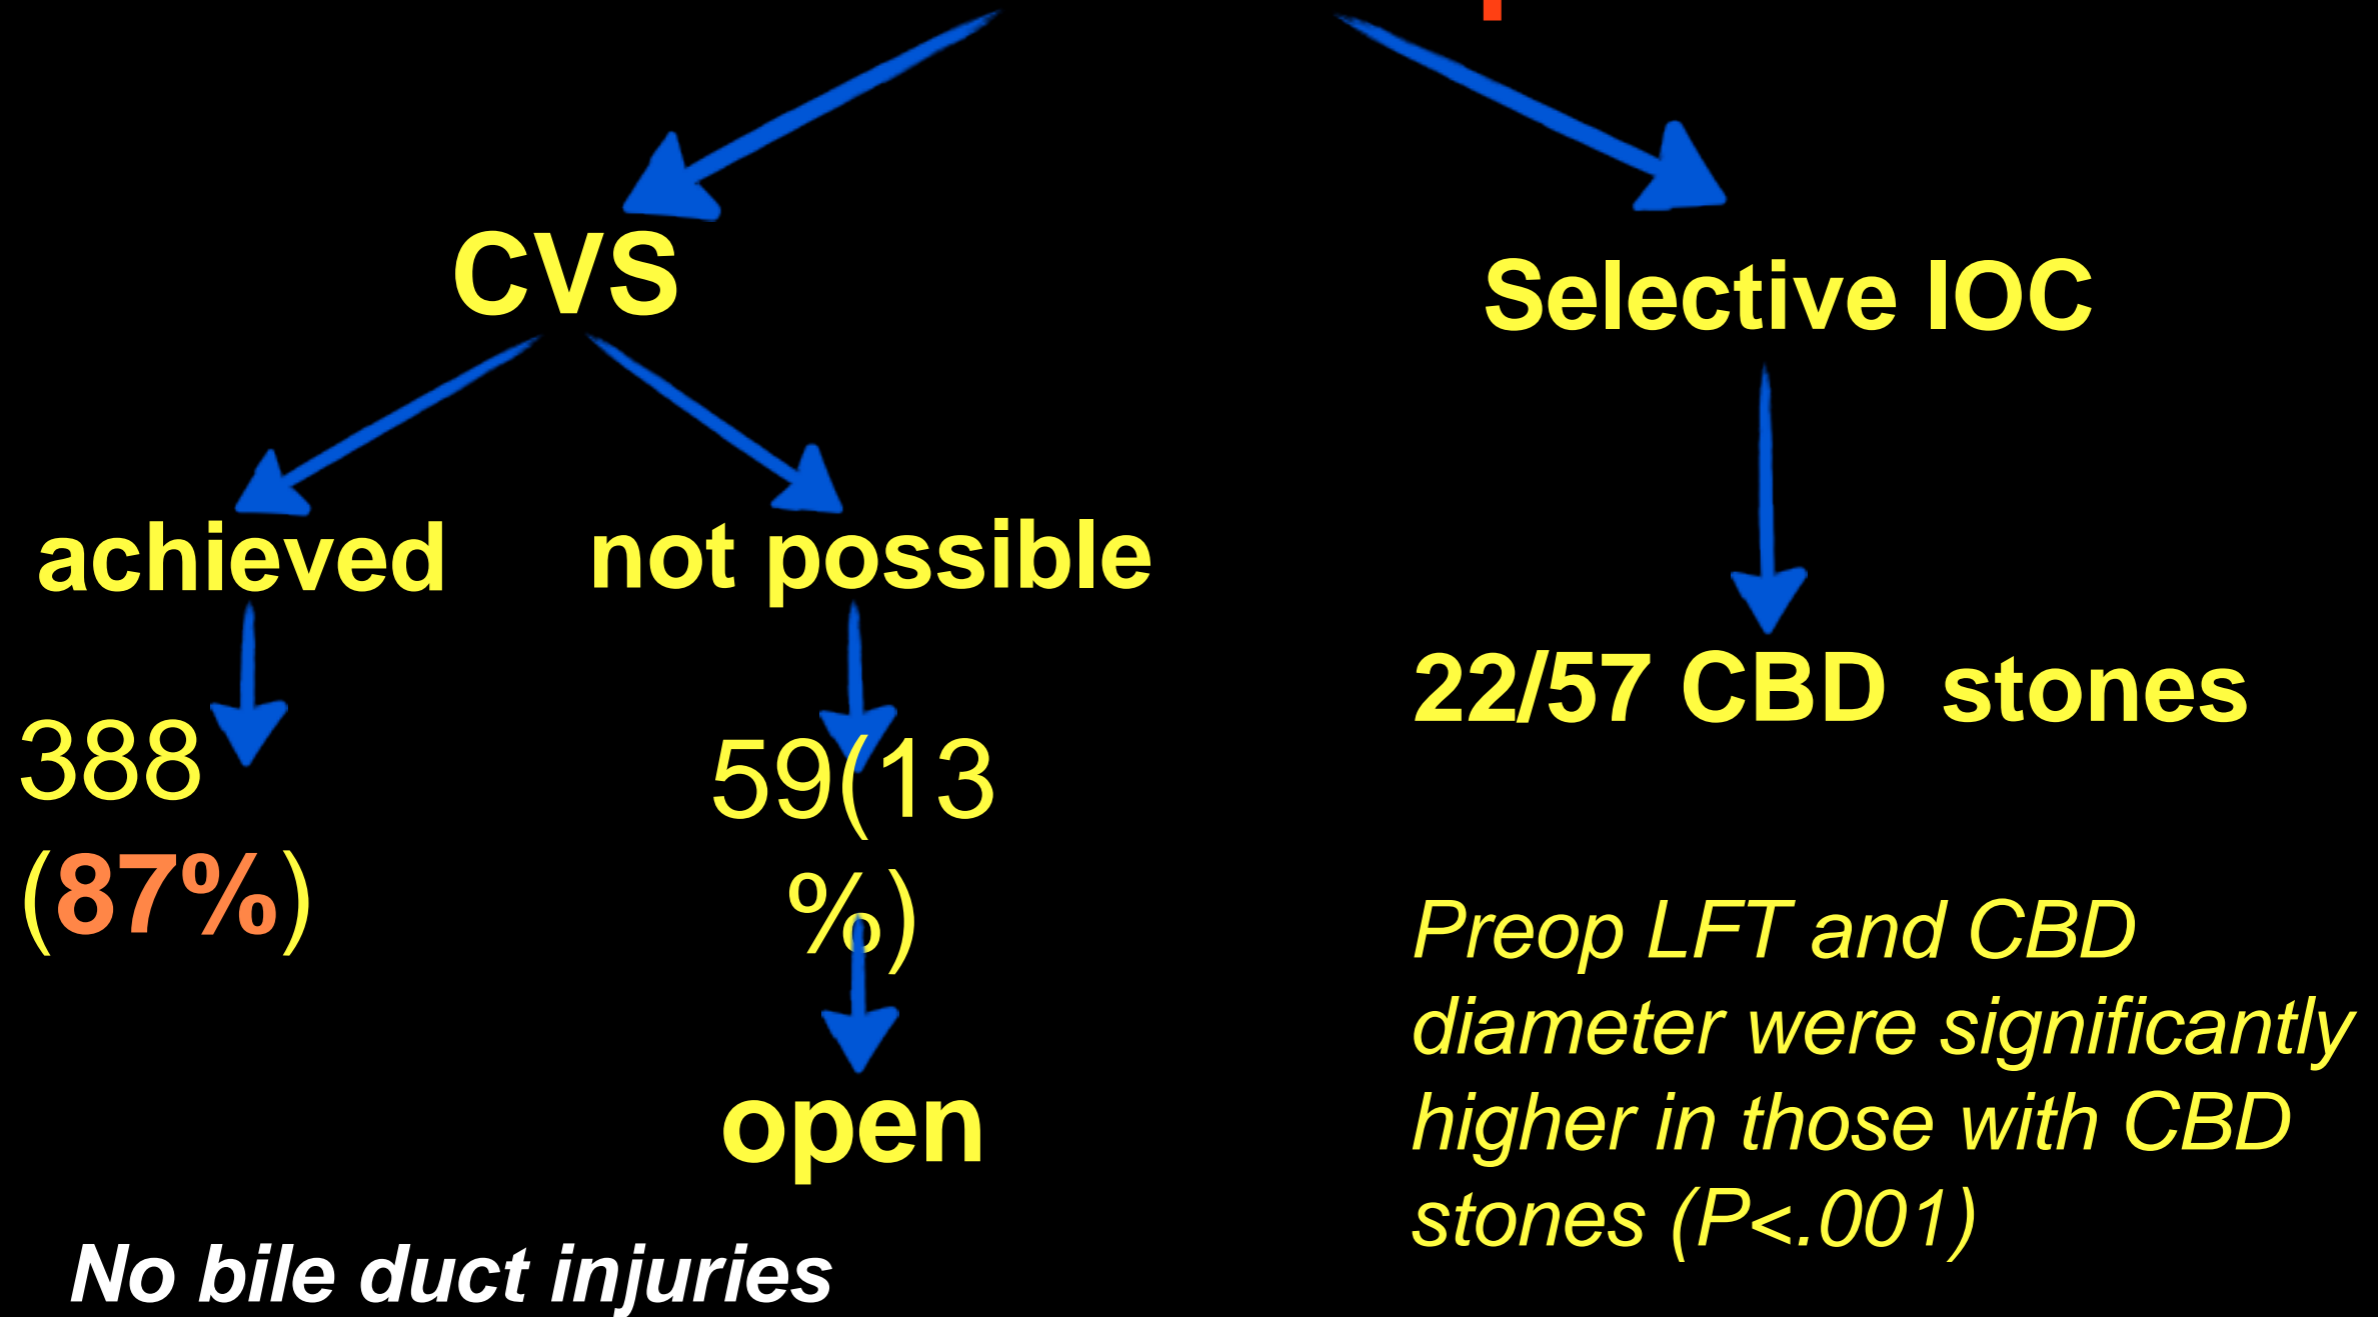 CVS
Selective IOC
achieved
not possible
388
(87%)
59(13
%)
open
No bile duct injuries
22/57 CBD  stones
Preop LFT and CBD
diameter were significantly
higher in those with CBD
stones (P<.001)